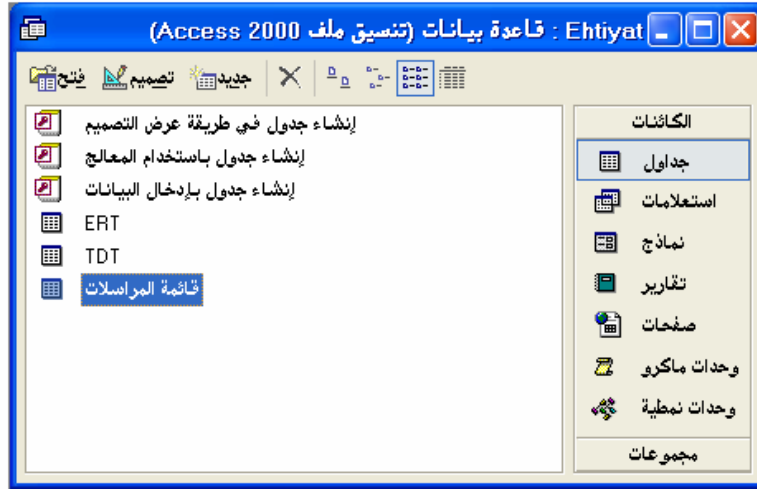 Ehtiyat : قاعدة بيانات (تنسيق ملف Access 2000)
فتح تصميم جديد
الكائنات
جداول
استعلامات
نماذج
تقارير
صفحات
وحدات ماكرو
وحدات نمطية
مجموعات
إنشاء جدول في طريقة عرض التصميم
إنشاء جدول باستخدام المعالج
إنشاء جدول بإدخال البيانات
ERT
TDT
قائمة المراسلات